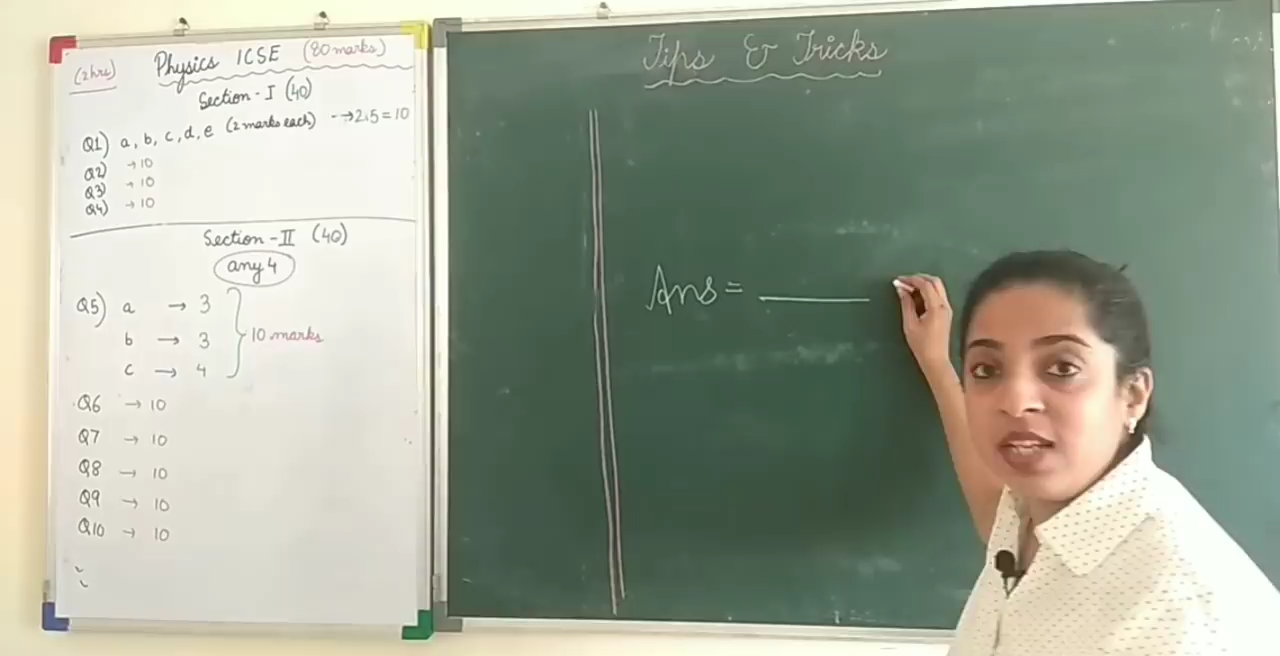 Physics ICSE (80 marks)
(2hrs)
Section - I (40)
Q1) a, b, c, d, e (2 marks each) --→ 2×5 = 10
Q2) → 10
Q3) → 10
Q4) → 10
Section - II (40)
any 4
Q5) a → 3
b → 3
c → 4
10 marks
Q6 → 10
Q7 → 10
Q8 → 10
Q9 → 10
Q10 → 10
Tips & Tricks
Ans = ______